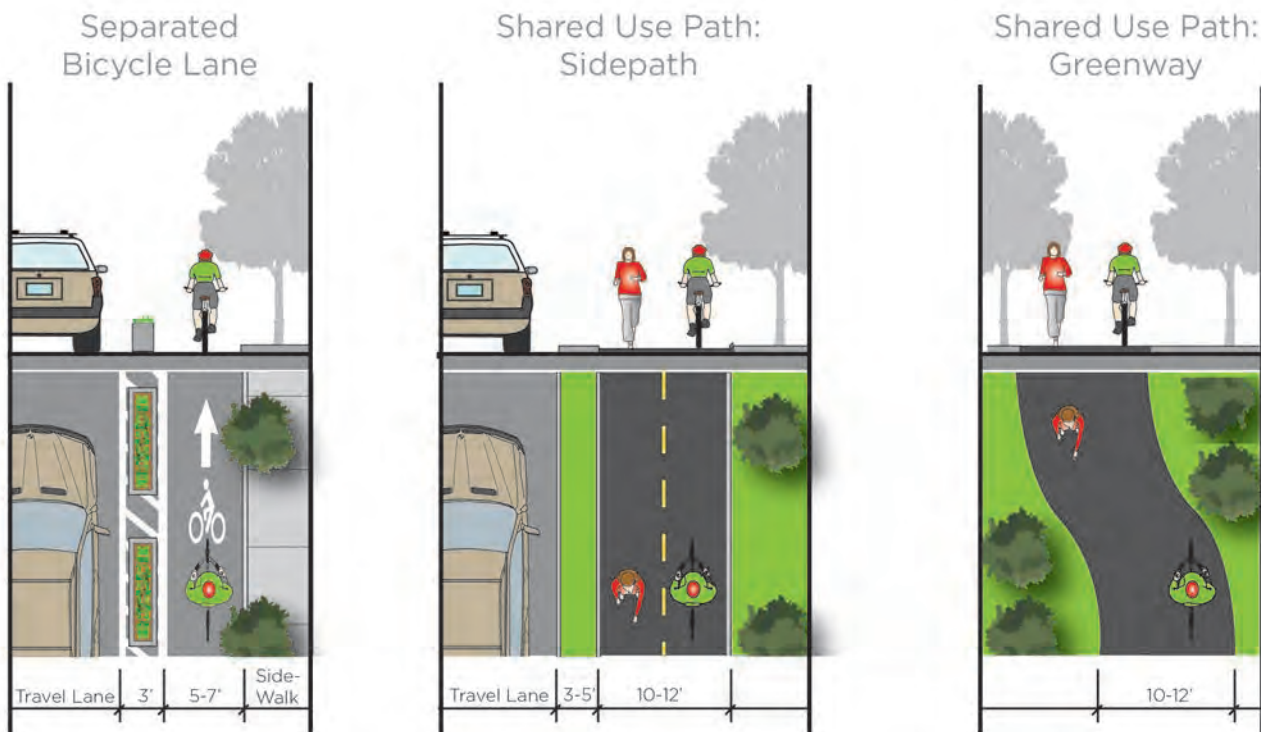 Separated
Bicycle Lane
Shared Use Path:
Sidepath
Shared Use Path:
Greenway
Travel Lane
3'
5-7'
Side-
Walk
Travel Lane
3-5'
10-12'
10-12'